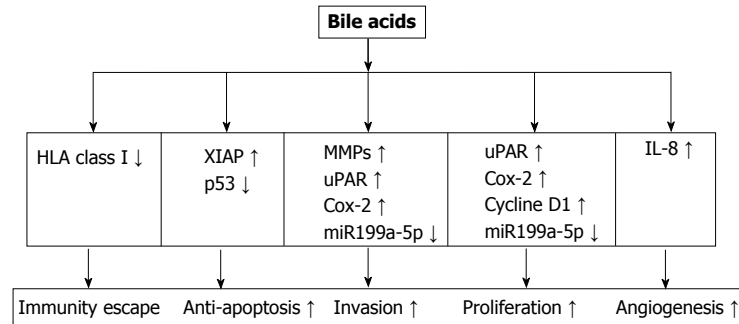 Bile acids
HLA class I ↓
XIAP ↑
p53 ↓
MMPs ↑
uPAR ↑
Cox-2 ↑
miR199a-5p ↓
uPAR ↑
Cox-2 ↑
Cycline D1 ↑
miR199a-5p ↓
IL-8 ↑
Immunity escape
Anti-apoptosis ↑
Invasion ↑
Proliferation ↑
Angiogenesis ↑